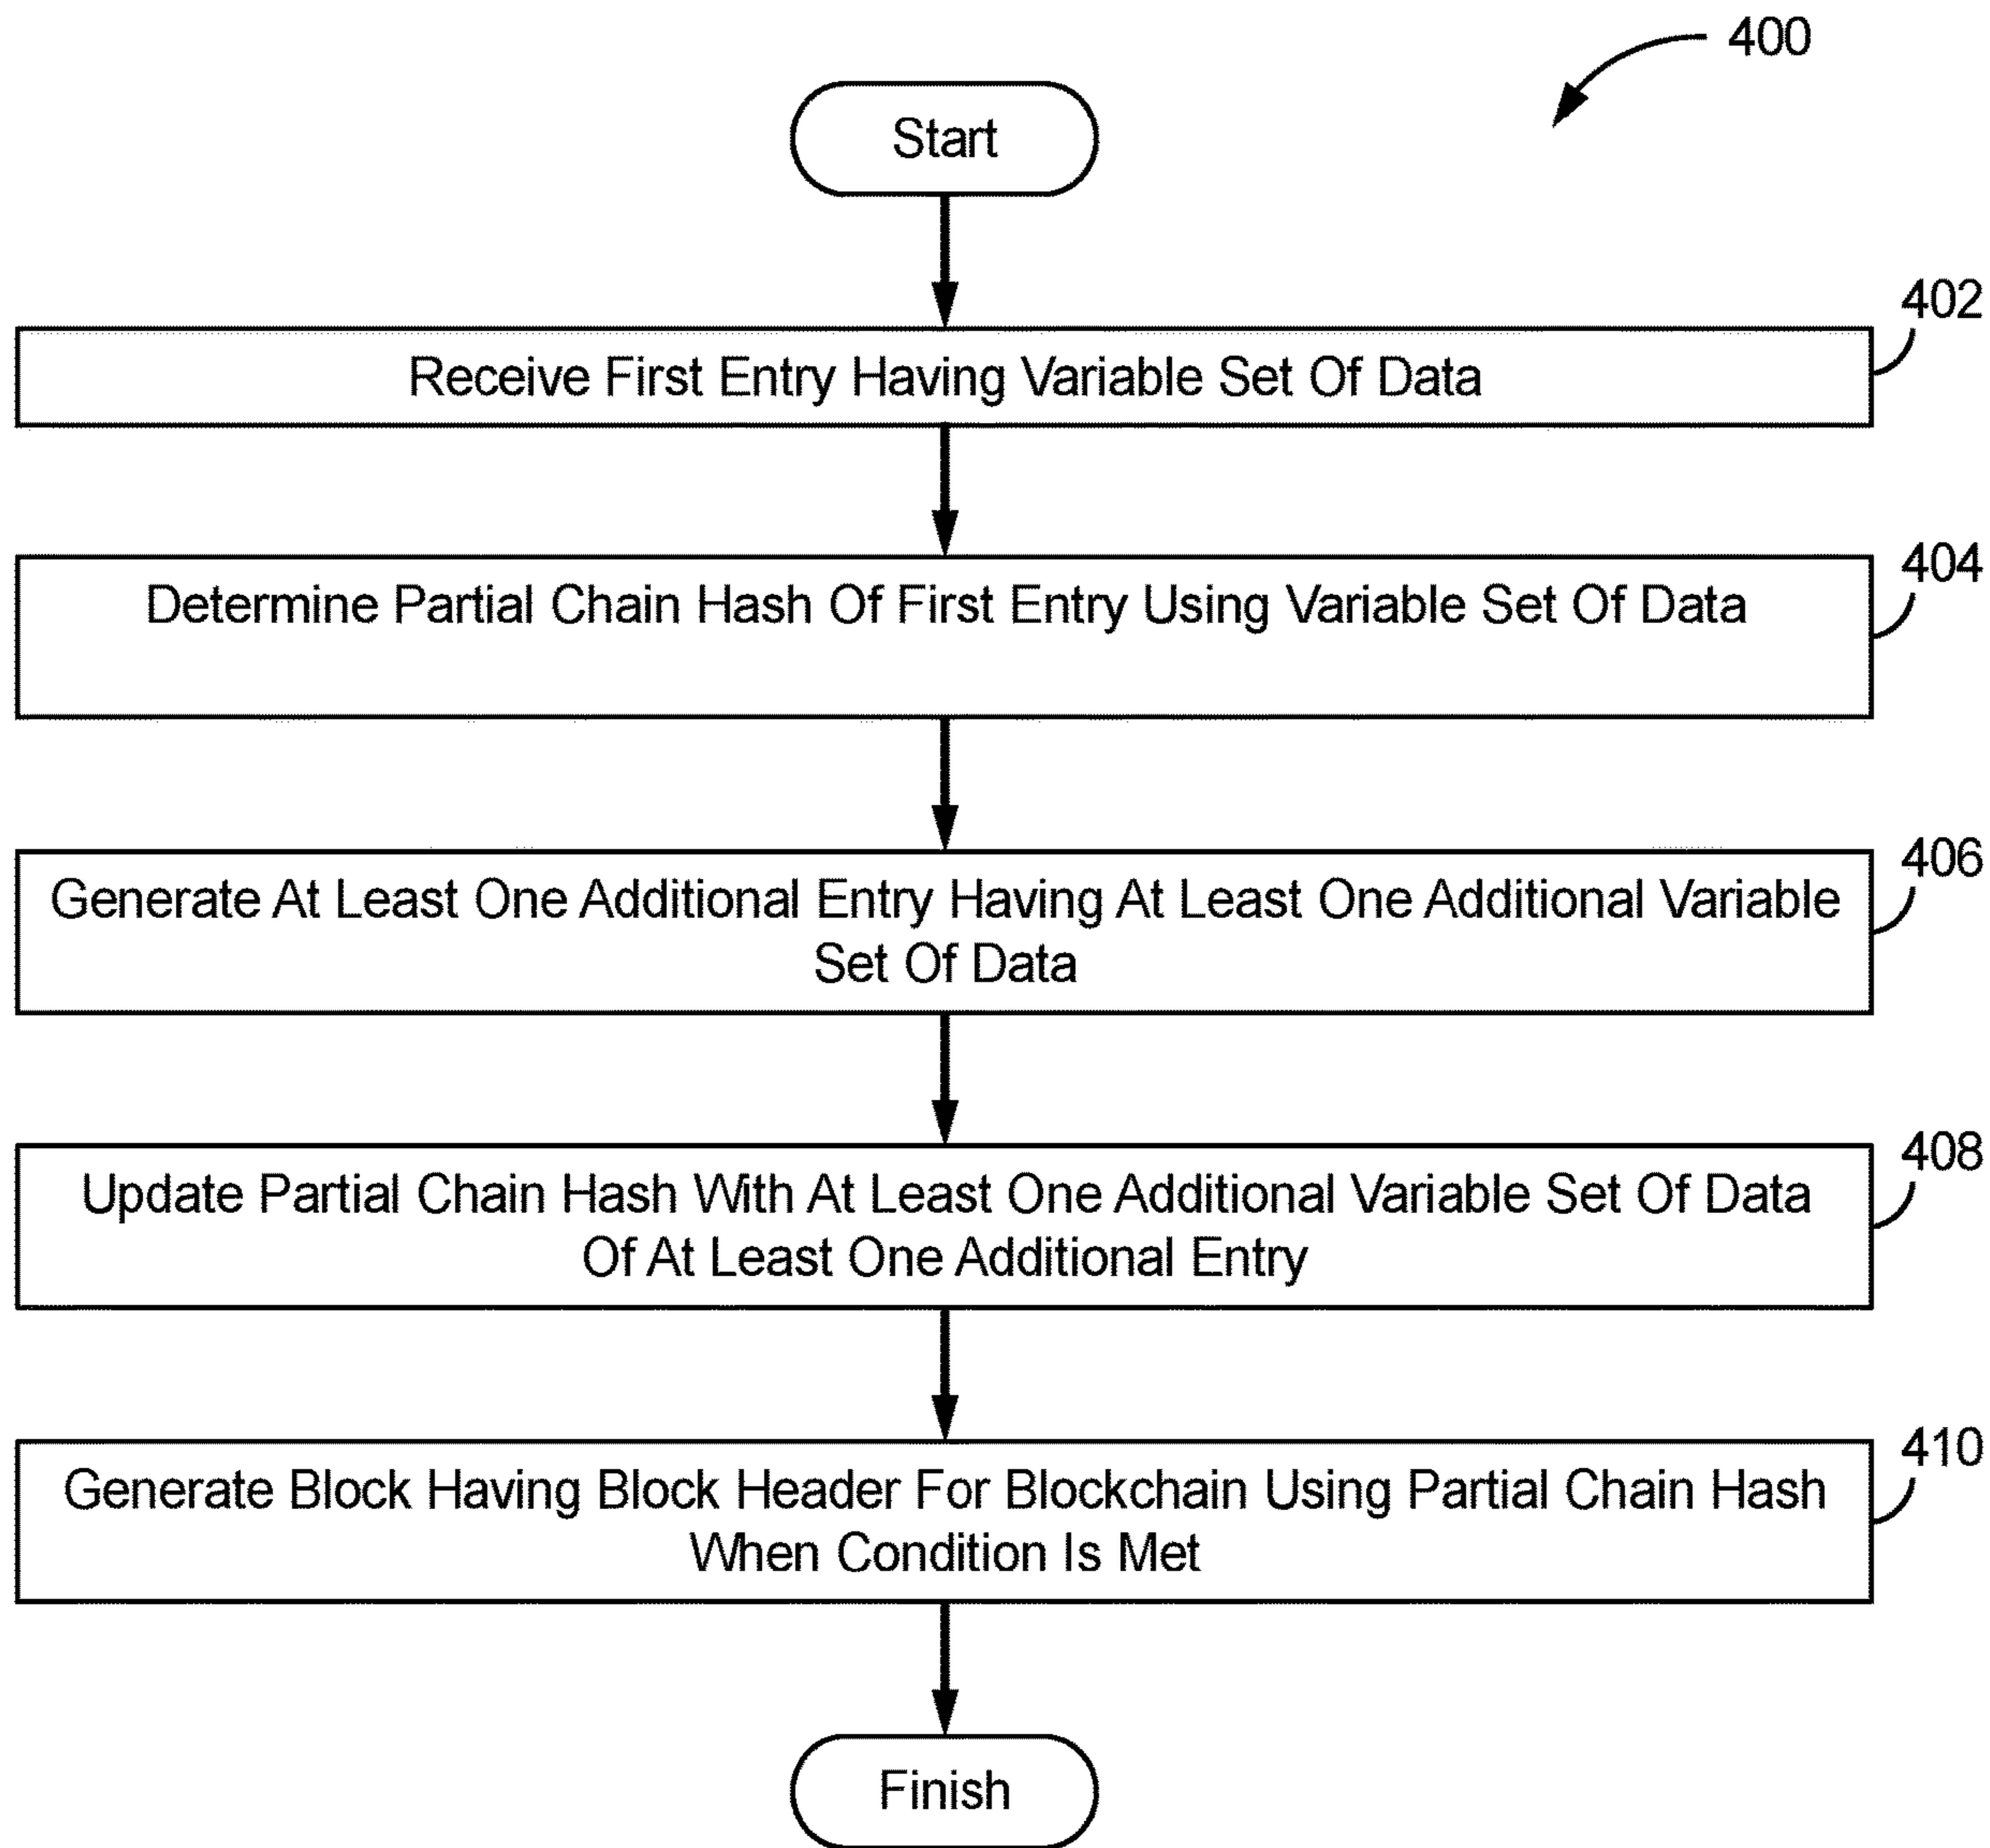 400
Start
402
Receive First Entry Having Variable Set Of Data
404
Determine Partial Chain Hash Of First Entry Using Variable Set Of Data
406
Generate At Least One Additional Entry Having At Least One Additional Variable
Set Of Data
408
Update Partial Chain Hash With At Least One Additional Variable Set Of Data
Of At Least One Additional Entry
410
Generate Block Having Block Header For Blockchain Using Partial Chain Hash
When Condition Is Met
Finish